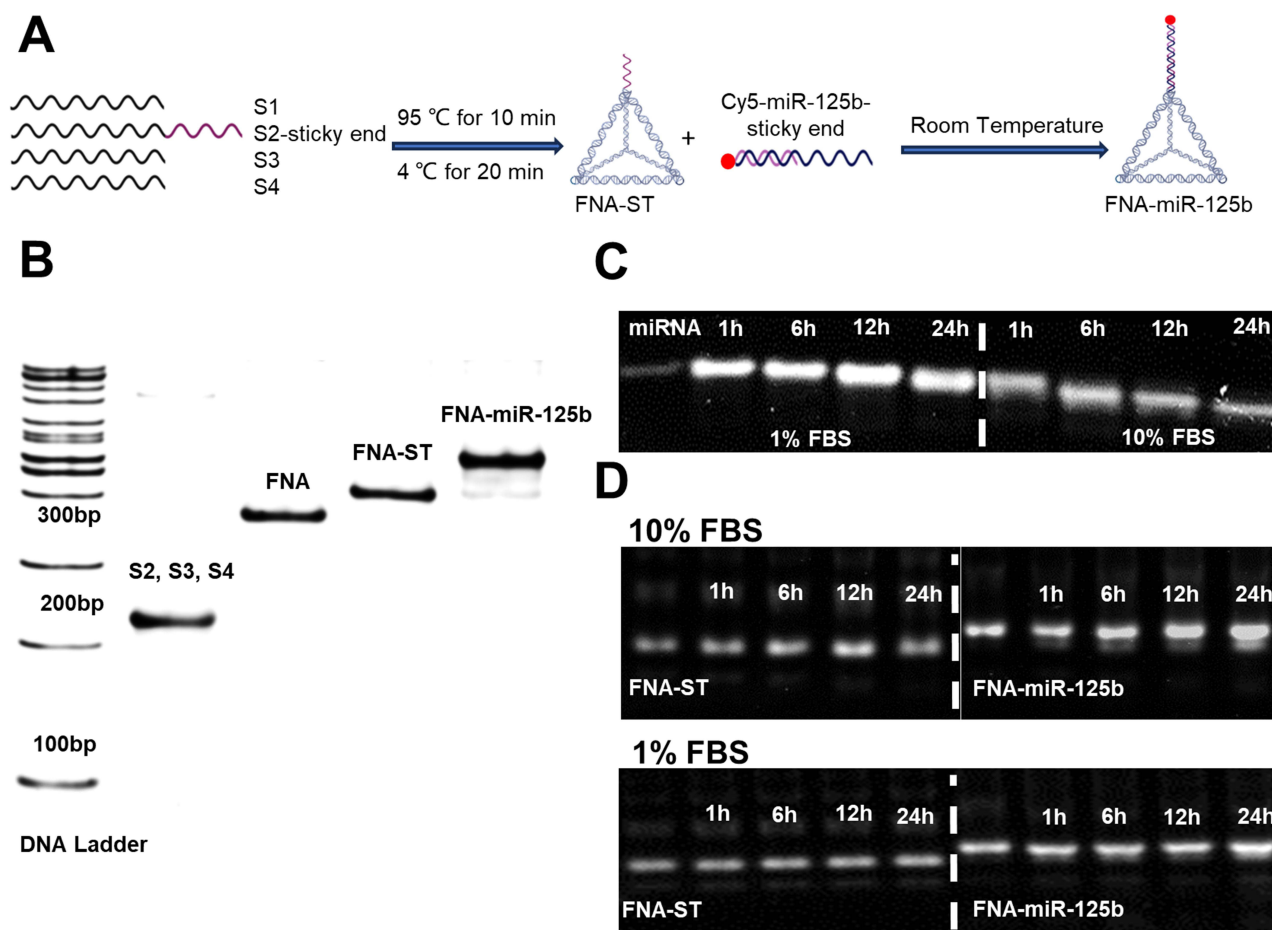 A
S1
S2-sticky end
S3
S4
95 ℃ for 10 min
4 ℃ for 20 min
FNA-ST
+
Cy5-miR-125b-
sticky end
Room Temperature
FNA-miR-125b
B
300bp
200bp
100bp
DNA Ladder
S2, S3, S4
FNA
FNA-ST
FNA-miR-125b
C
miRNA 1h 6h 12h 24h 1h 6h 12h 24h
1% FBS 10% FBS
D
10% FBS
1h 6h 12h 24h 1h 6h 12h 24h
FNA-ST FNA-miR-125b
1% FBS
1h 6h 12h 24h 1h 6h 12h 24h
FNA-ST FNA-miR-125b